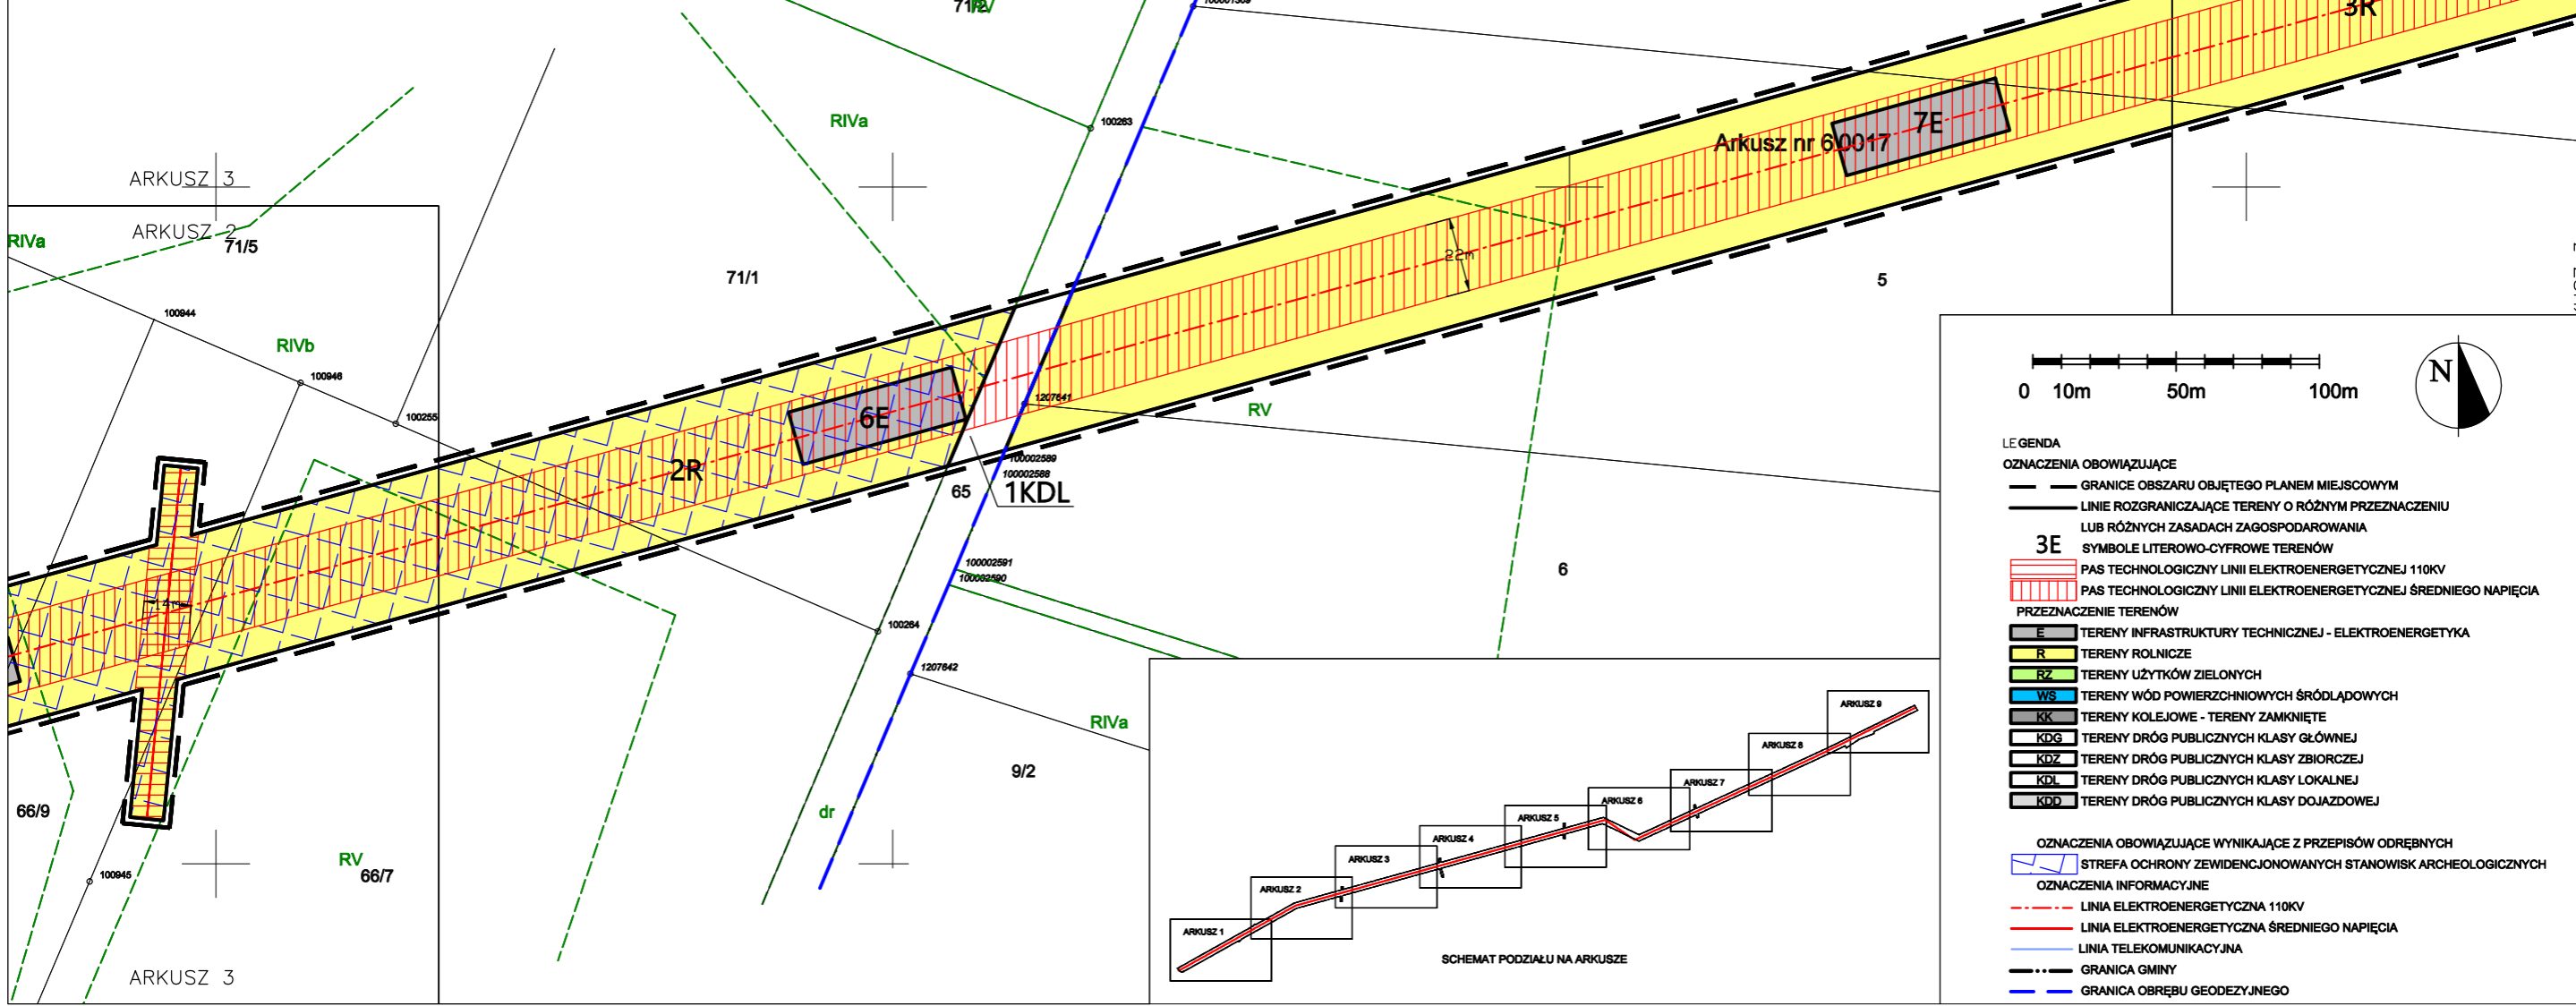 71/2
RV
3R
ARKUSZ 3
ARKUSZ 2
RIVa
71/5
RIVa
100263
71/1
Arkusz nr 6 0017
7E
22m
5
100944
RIVb
100946
100255
6E
2R
1207641
RV
100002589
100002588
65
1KDL
100002591
100002590
6
14m
100264
1207642
RIVa
9/2
dr
66/9
RV
66/7
100945
ARKUSZ 3
ARKUSZ 1
ARKUSZ 2
ARKUSZ 3
ARKUSZ 4
ARKUSZ 5
ARKUSZ 6
ARKUSZ 7
ARKUSZ 8
ARKUSZ 9
SCHEMAT PODZIAŁU NA ARKUSZE
N
0 10m 50m 100m
LEGENDA
OZNACZENIA OBOWIĄZUJĄCE
GRANICE OBSZARU OBJĘTEGO PLANEM MIEJSCOWYM
LINIE ROZGRANICZAJĄCE TERENY O RÓŻNYM PRZEZNACZENIU
LUB RÓŻNYCH ZASADACH ZAGOSPODAROWANIA
3E SYMBOLE LITEROWO-CYFROWE TERENÓW
PAS TECHNOLOGICZNY LINII ELEKTROENERGETYCZNEJ 110KV
PAS TECHNOLOGICZNY LINII ELEKTROENERGETYCZNEJ ŚREDNIEGO NAPIĘCIA
PRZEZNACZENIE TERENÓW
E TERENY INFRASTRUKTURY TECHNICZNEJ - ELEKTROENERGETYKA
R TERENY ROLNICZE
RZ TERENY UŻYTKÓW ZIELONYCH
WS TERENY WÓD POWIERZCHNIOWYCH ŚRÓDLĄDOWYCH
KK TERENY KOLEJOWE - TERENY ZAMKNIĘTE
KDG TERENY DRÓG PUBLICZNYCH KLASY GŁÓWNEJ
KDZ TERENY DRÓG PUBLICZNYCH KLASY ZBIORCZEJ
KDL TERENY DRÓG PUBLICZNYCH KLASY LOKALNEJ
KDD TERENY DRÓG PUBLICZNYCH KLASY DOJAZDOWEJ
OZNACZENIA OBOWIĄZUJĄCE WYNIKAJĄCE Z PRZEPISÓW ODRĘBNYCH
STREFA OCHRONY ZEWIDENCJONOWANYCH STANOWISK ARCHEOLOGICZNYCH
OZNACZENIA INFORMACYJNE
LINIA ELEKTROENERGETYCZNA 110KV
LINIA ELEKTROENERGETYCZNA ŚREDNIEGO NAPIĘCIA
LINIA TELEKOMUNIKACYJNA
GRANICA GMINY
GRANICA OBRĘBU GEODEZYJNEGO